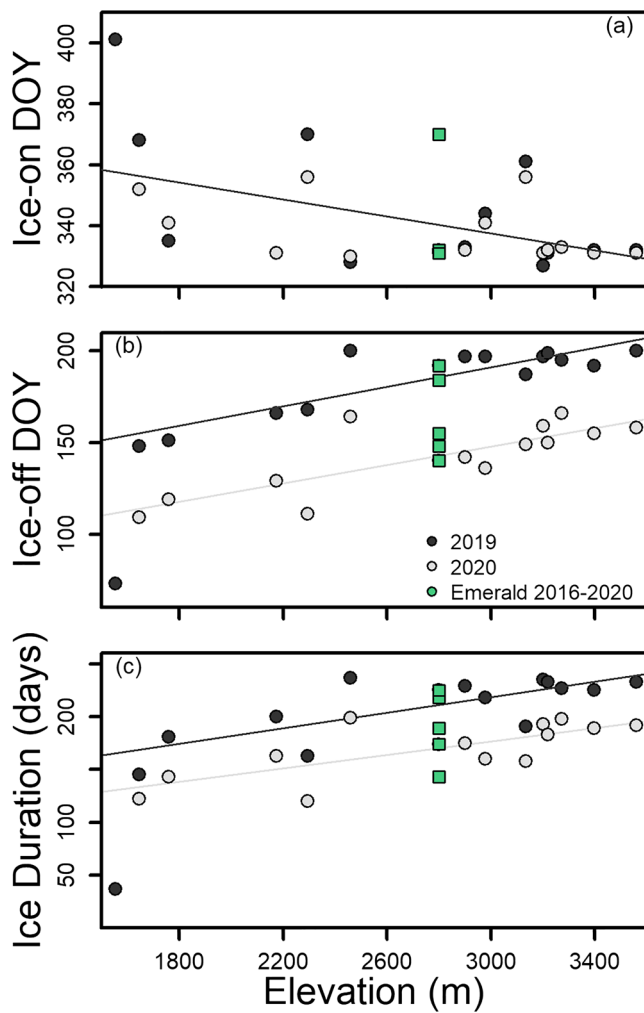 (a)
Ice-on DOY
400
380
360
340
320
(b)
Ice-off DOY
200
150
100
2019
2020
Emerald 2016-2020
(c)
Ice Duration (days)
200
100
50
1800 2200 2600 3000 3400
Elevation (m)